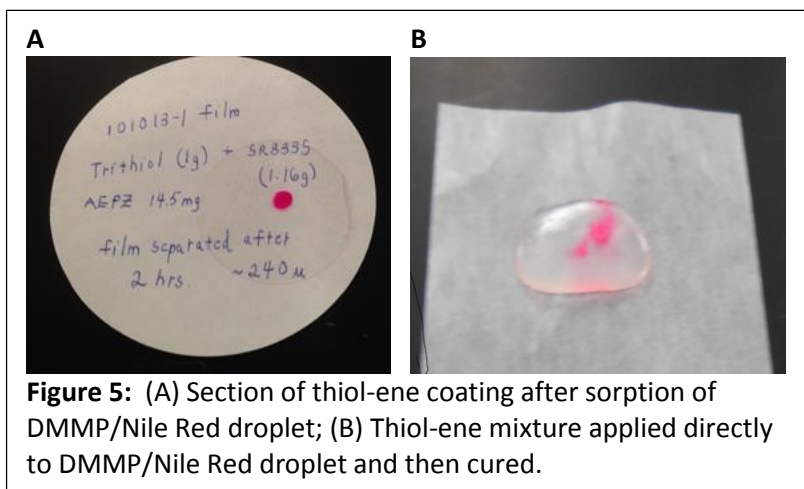 A
B
101013-1 film
Trithiol (1g) + SR833S
(1.16g)
AEPZ 14.5mg
film separated after
2 hrs. ~240 µ
Figure 5: (A) Section of thiol-ene coating after sorption of
DMMP/Nile Red droplet; (B) Thiol-ene mixture applied directly
to DMMP/Nile Red droplet and then cured.